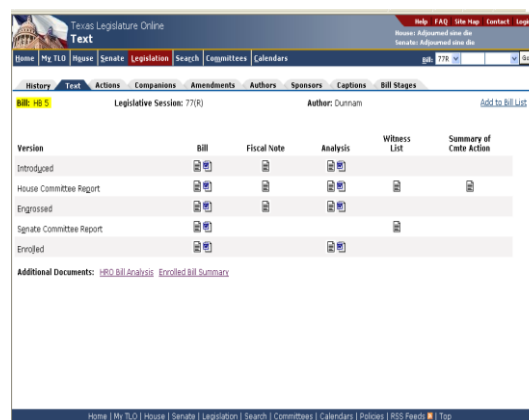 Texas Legislature Online
Text
Help FAQ Site Map Contact Logi
House: Adjourned sine die
Senate: Adjourned sine die
Home My TLO House Senate Legislation Search Committees Calendars Bill: 77R Go
History Text Actions Companions Amendments Authors Sponsors Captions Bill Stages
Bill: HB 5 Legislative Session: 77(R) Author: Dunnam Add to Bill List
Version Bill Fiscal Note Analysis Witness List Summary of Cmte Action
Introduced
House Committee Report
Engrossed
Senate Committee Report
Enrolled
Additional Documents: HRO Bill Analysis Enrolled Bill Summary
Home | My TLO | House | Senate | Legislation | Search | Committees | Calendars | Policies | RSS Feeds | Top